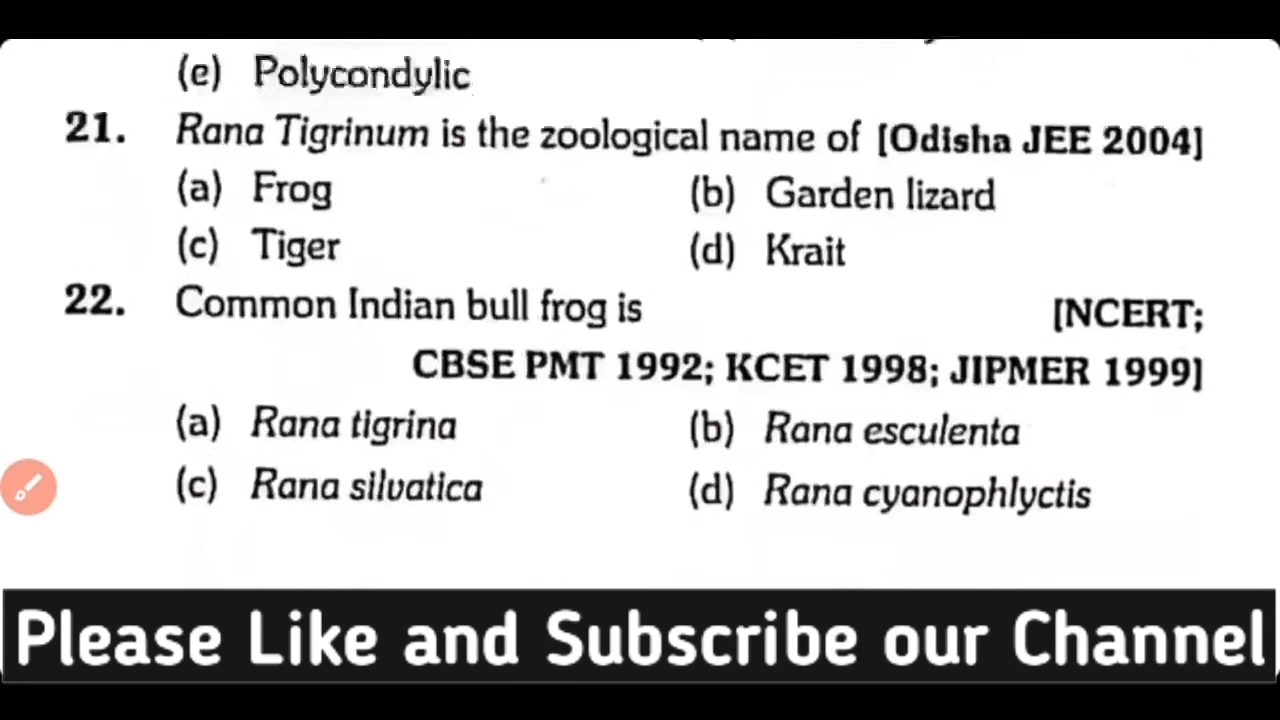 (e) Polycondylic
21. Rana Tigrinum is the zoological name of [Odisha JEE 2004]
(a) Frog (b) Garden lizard
(c) Tiger (d) Krait
22. Common Indian bull frog is [NCERT;
CBSE PMT 1992; KCET 1998; JIPMER 1999]
(a) Rana tigrina (b) Rana esculenta
(c) Rana silvatica (d) Rana cyanophlyctis
Please Like and Subscribe our Channel